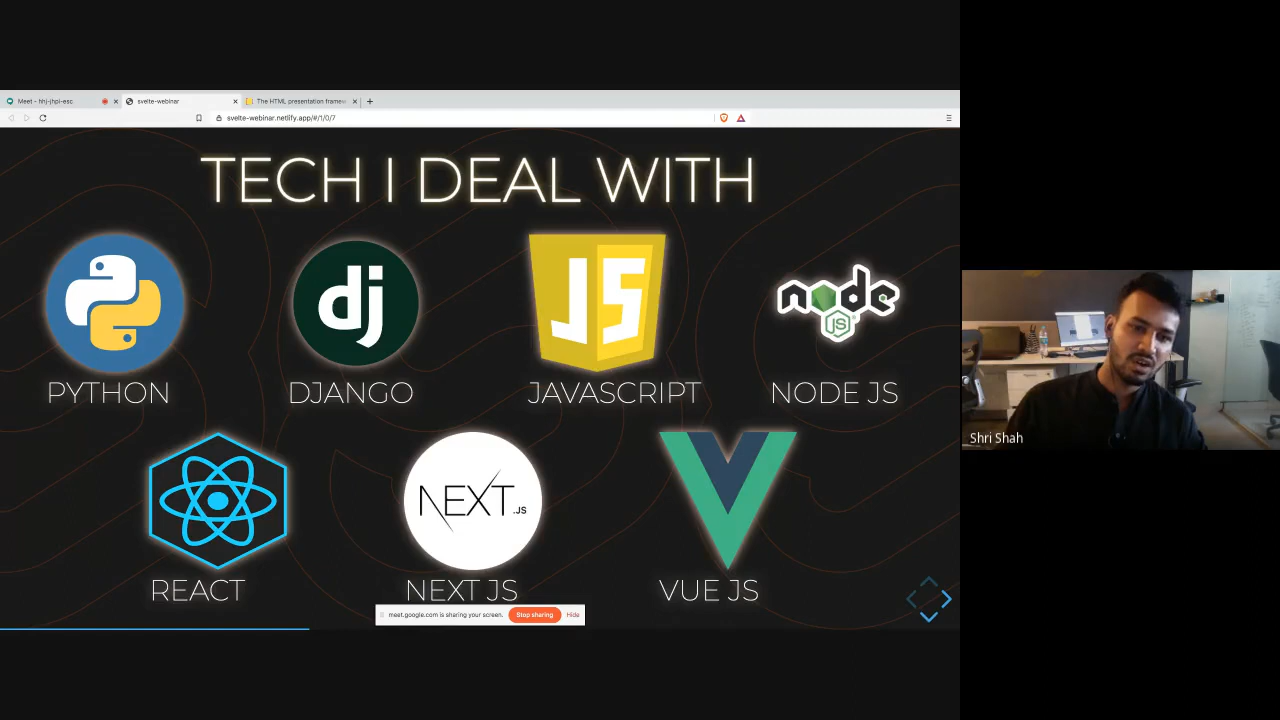 Meet - hhj-jhpi-esc
svelte-webinar
The HTML presentation framew
svelte-webinar.netlify.app/#/1/0/7
TECH I DEAL WITH
dj
JS
node
JS
PYTHON
DJANGO
JAVASCRIPT
NODE JS
NEXT.JS
REACT
NEXT JS
VUE JS
meet.google.com is sharing your screen.
Stop sharing
Hide
Shri Shah